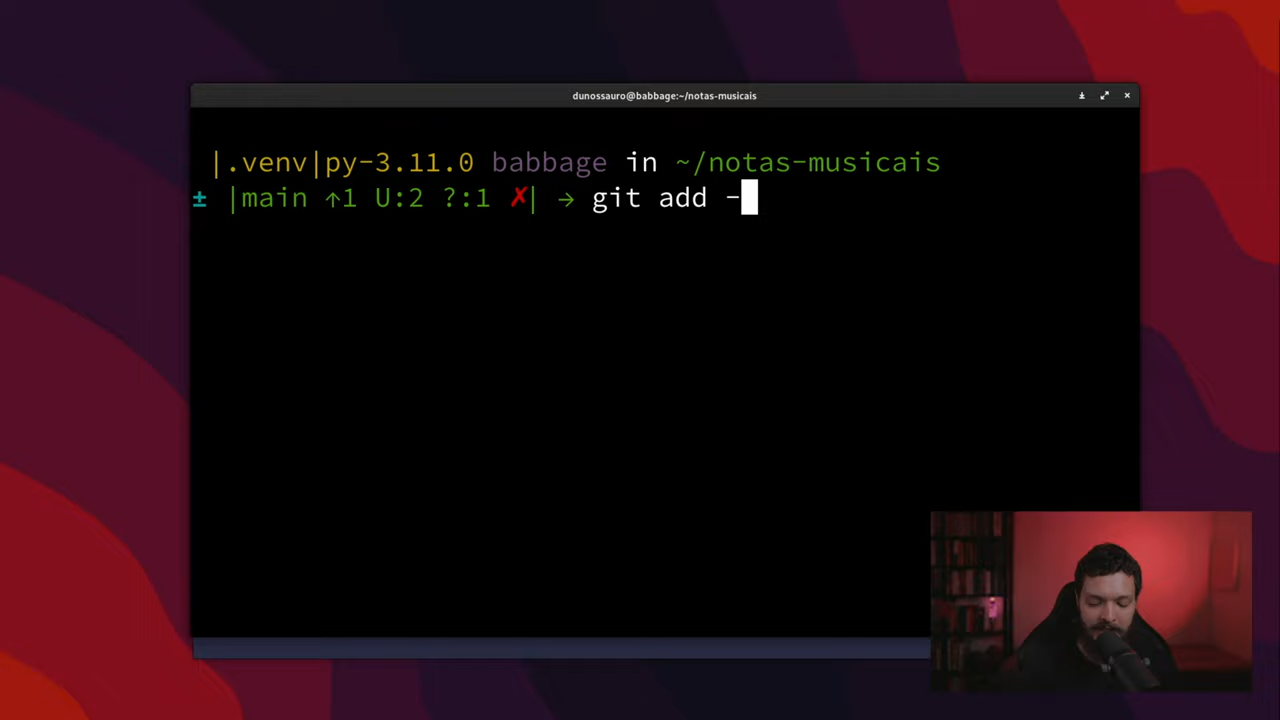 dunossauro@babbage:~/notas-musicais
|.venv|py-3.11.0 babbage in ~/notas-musicais
± |main ↑1 U:2 ?:1 ✗| → git add -